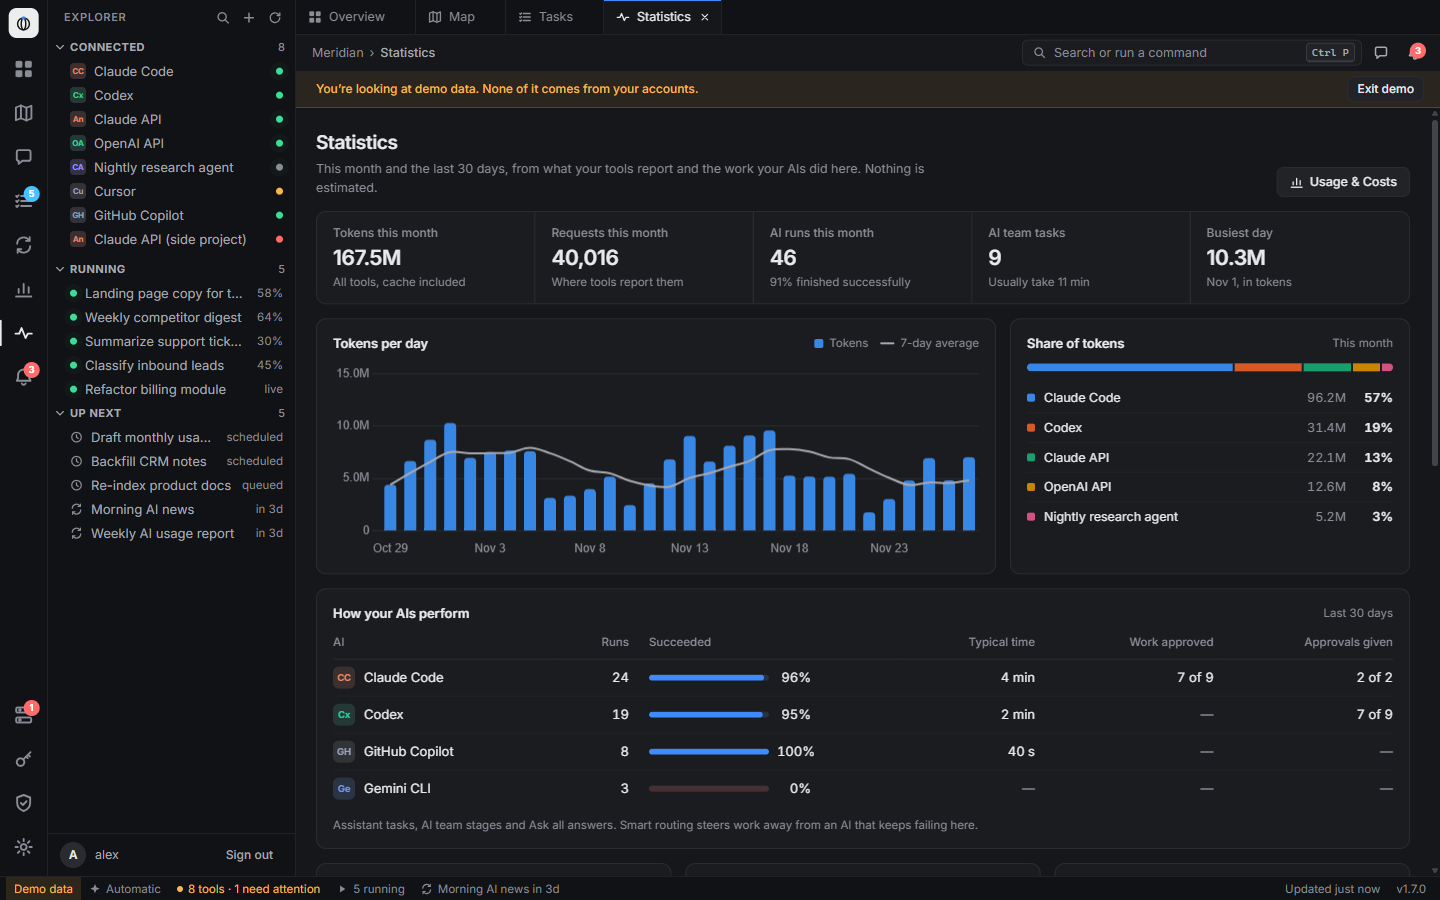 EXPLORER
CONNECTED 8
CC Claude Code
Cx Codex
An Claude API
OA OpenAI API
CA Nightly research agent
Cu Cursor
GH GitHub Copilot
An Claude API (side project)
RUNNING 5
Landing page copy for t... 58%
Weekly competitor digest 64%
Summarize support tick... 30%
Classify inbound leads 45%
Refactor billing module live
UP NEXT 5
Draft monthly usa... scheduled
Backfill CRM notes scheduled
Re-index product docs queued
Morning AI news in 3d
Weekly AI usage report in 3d
5
3
1
A alex Sign out
Overview Map Tasks Statistics
Meridian › Statistics
Search or run a command Ctrl P
3
You're looking at demo data. None of it comes from your accounts. Exit demo
Statistics
This month and the last 30 days, from what your tools report and the work your AIs did here. Nothing is
estimated.
Usage & Costs
Tokens this month
167.5M
All tools, cache included
Requests this month
40,016
Where tools report them
AI runs this month
46
91% finished successfully
AI team tasks
9
Usually take 11 min
Busiest day
10.3M
Nov 1, in tokens
Tokens per day Tokens 7-day average
15.0M
10.0M
5.0M
0
Oct 29 Nov 3 Nov 8 Nov 13 Nov 18 Nov 23
Share of tokens This month
Claude Code 96.2M 57%
Codex 31.4M 19%
Claude API 22.1M 13%
OpenAI API 12.6M 8%
Nightly research agent 5.2M 3%
How your AIs perform Last 30 days
AI Runs Succeeded Typical time Work approved Approvals given
CC Claude Code 24 96% 4 min 7 of 9 2 of 2
Cx Codex 19 95% 2 min — 7 of 9
GH GitHub Copilot 8 100% 40 s — —
Ge Gemini CLI 3 0% — — —
Assistant tasks, AI team stages and Ask all answers. Smart routing steers work away from an AI that keeps failing here.
Demo data Automatic 8 tools · 1 need attention 5 running Morning AI news in 3d Updated just now v1.7.0